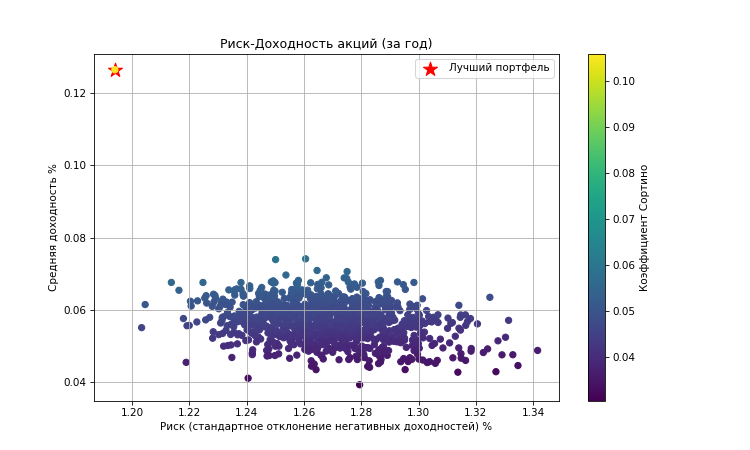 Риск-Доходность акций (за год)
Лучший портфель
Средняя доходность %
0.12
0.10
0.08
0.06
0.04
1.20 1.22 1.24 1.26 1.28 1.30 1.32 1.34
Риск (стандартное отклонение негативных доходностей) %
0.10
0.09
0.08
0.07
0.06
0.05
0.04
Коэффициент Сортино